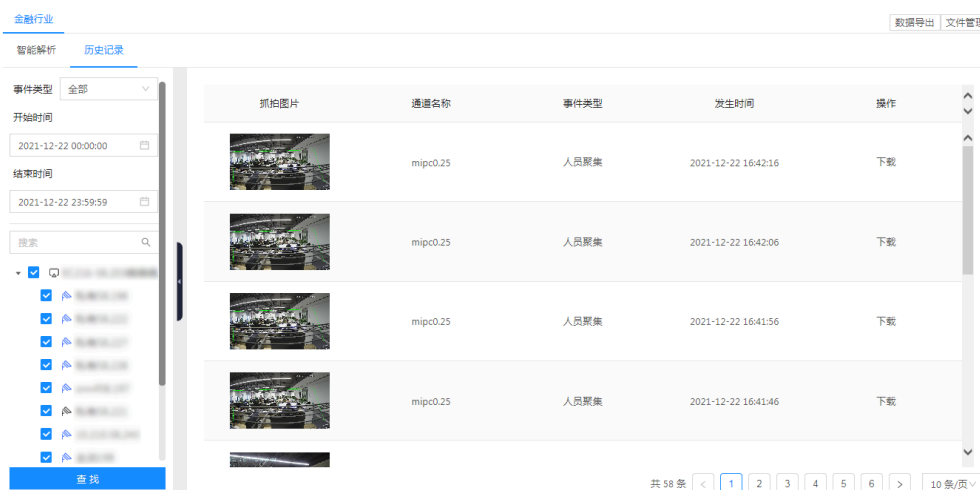 金融行业
数据导出 文件管理
智能解析 历史记录
事件类型 全部
开始时间
2021-12-22 00:00:00
结束时间
2021-12-22 23:59:59
搜索
查找
抓拍图片 通道名称 事件类型 发生时间 操作
mipc0.25 人员聚集 2021-12-22 16:42:16 下载
mipc0.25 人员聚集 2021-12-22 16:42:06 下载
mipc0.25 人员聚集 2021-12-22 16:41:56 下载
mipc0.25 人员聚集 2021-12-22 16:41:46 下载
共 58 条 < 1 2 3 4 5 6 > 10 条/页